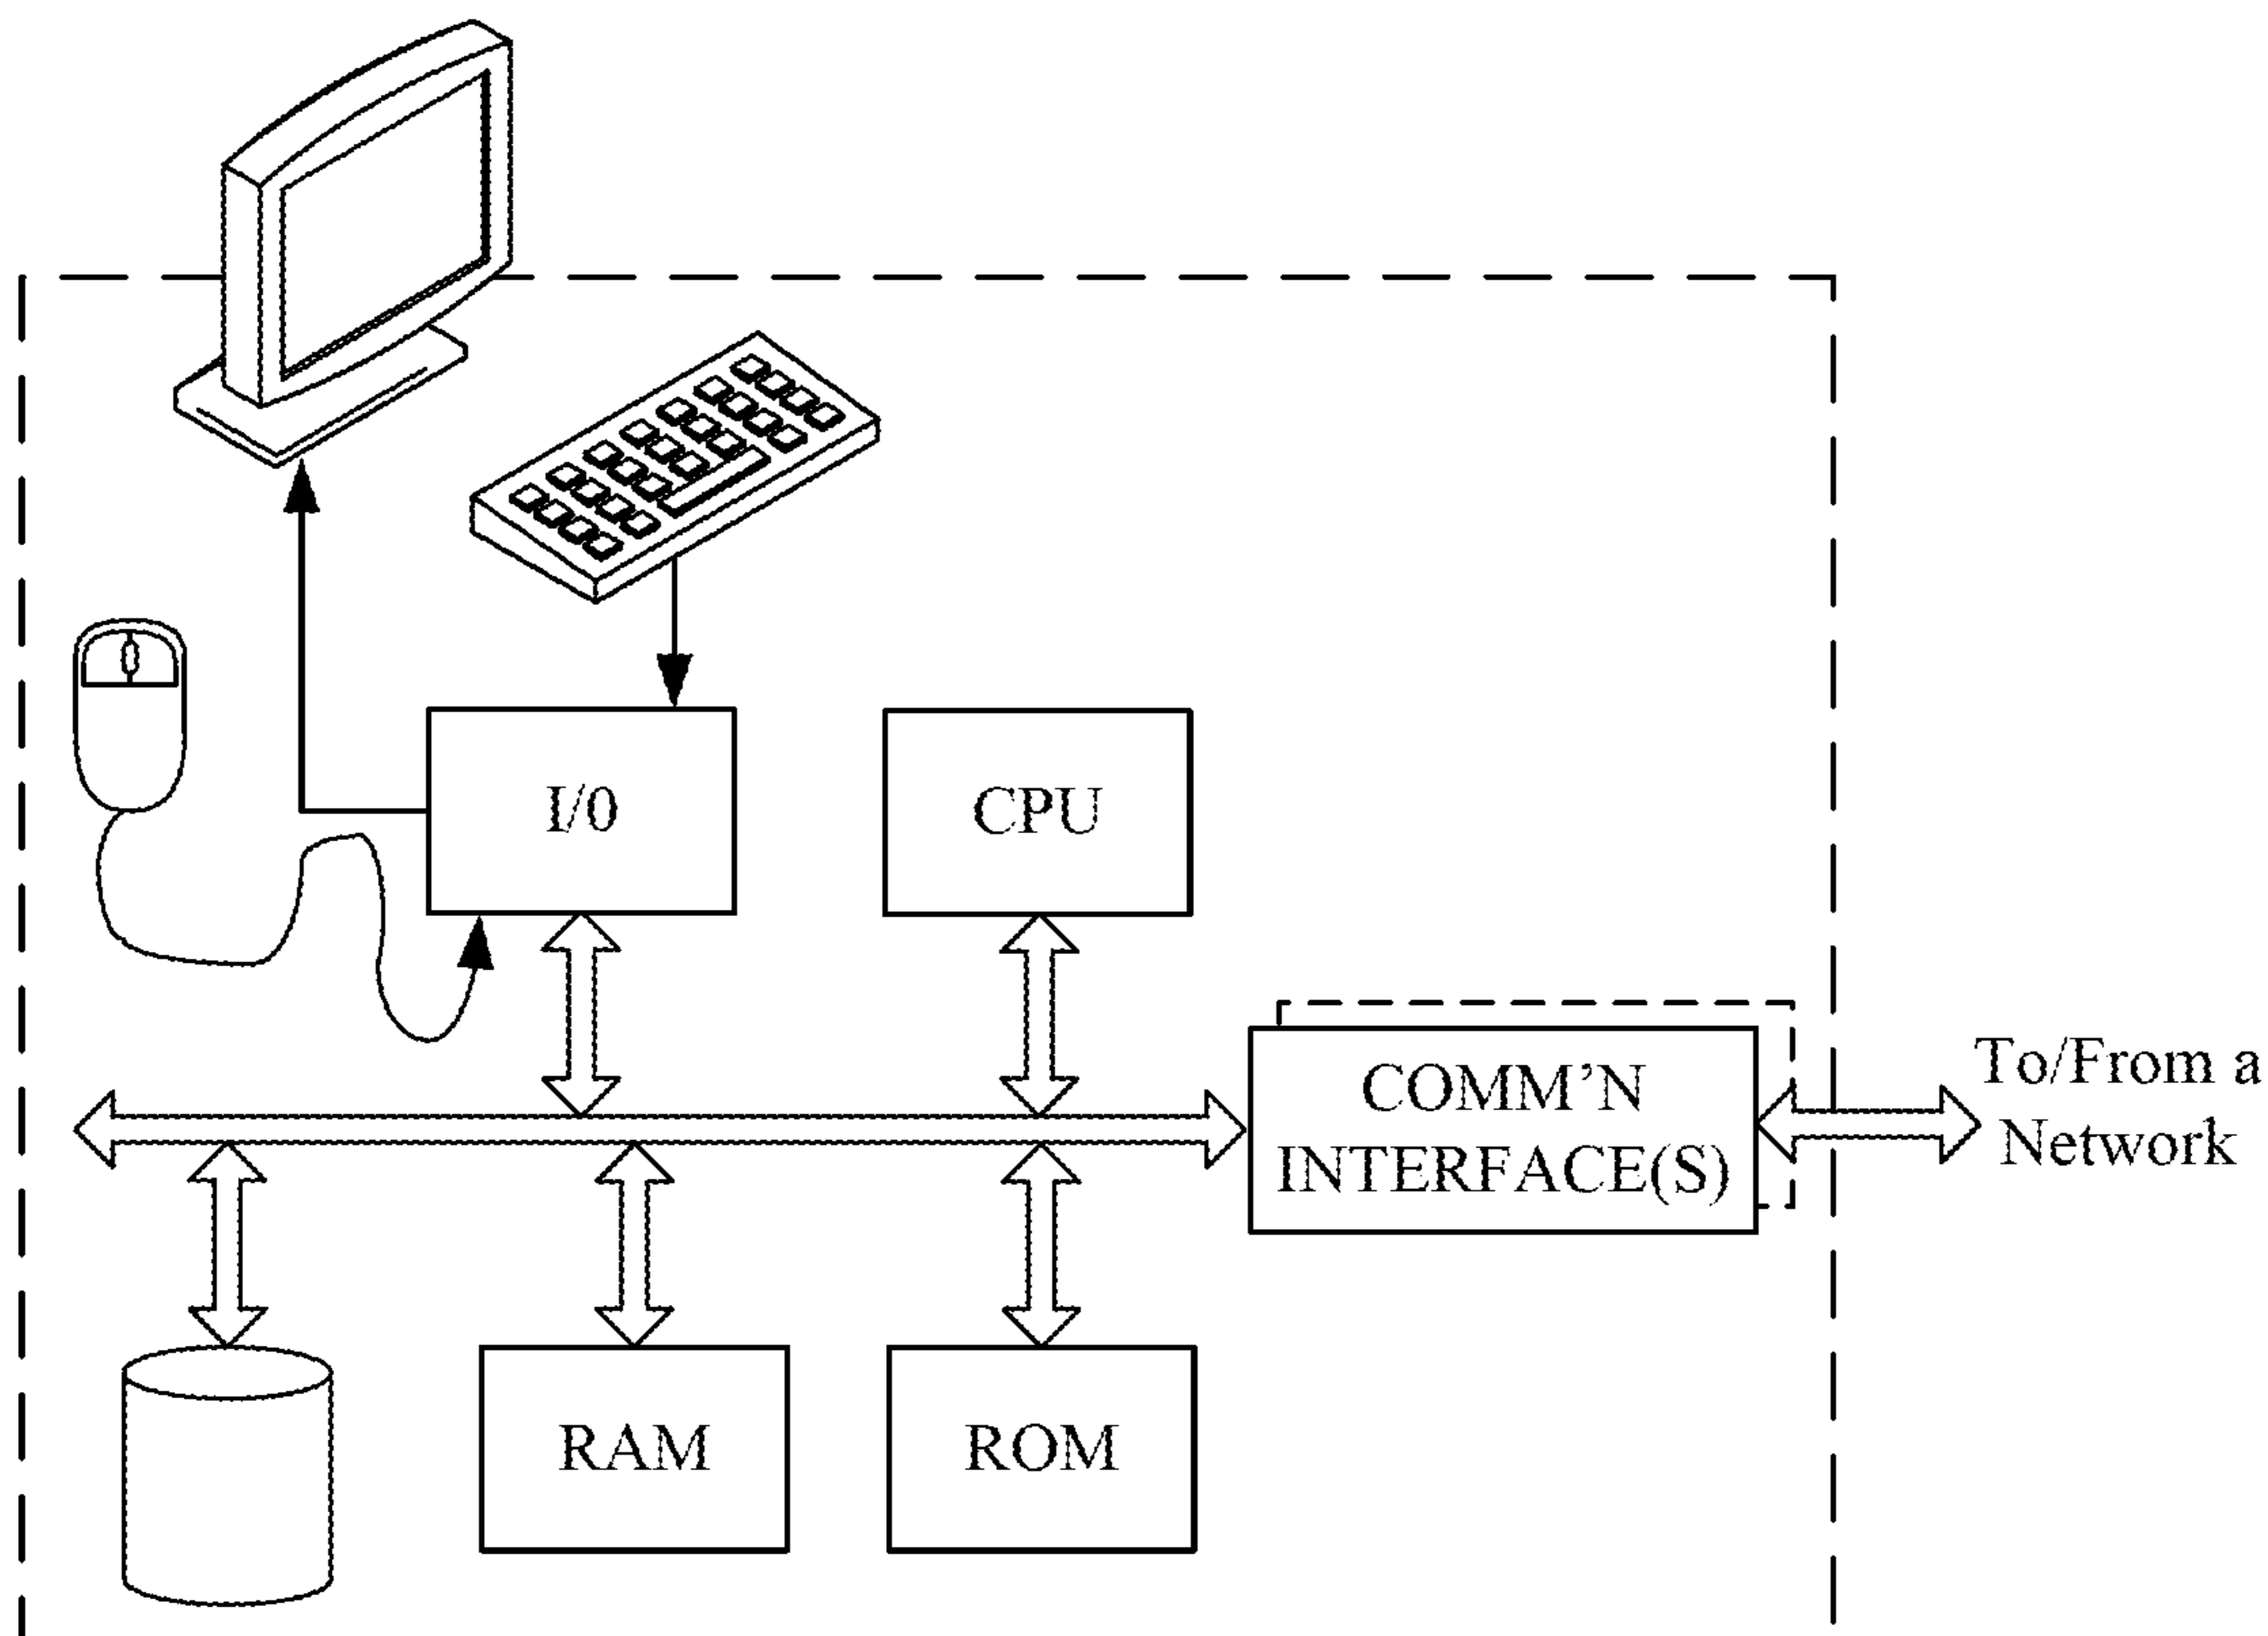 I/0
CPU
COMM’N
INTERFACE(S)
To/From a
Network
RAM
ROM